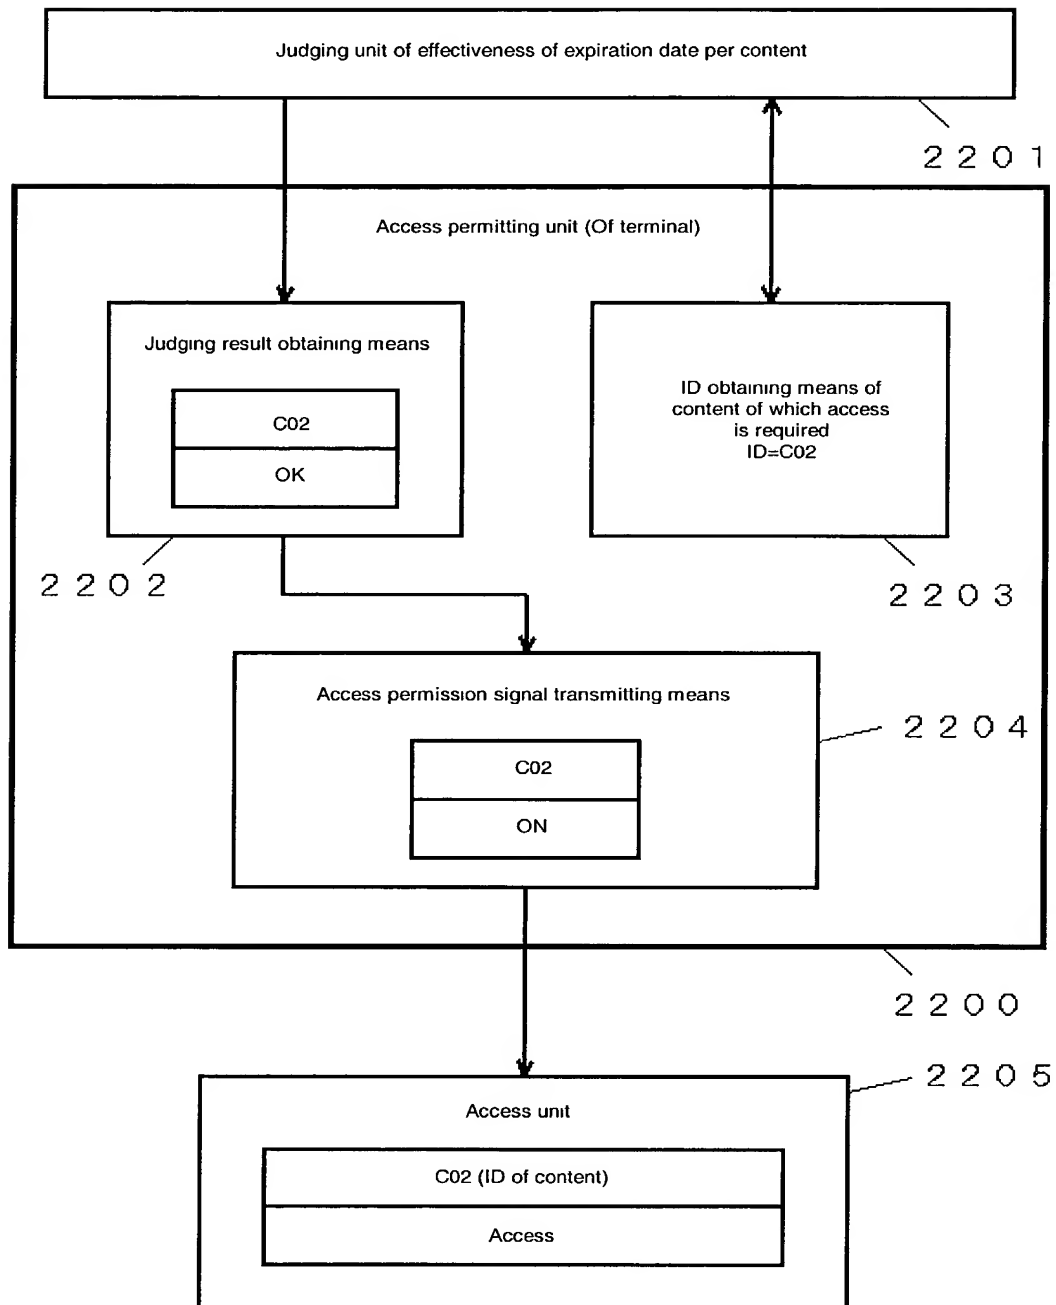 Judging unit of effectiveness of expiration date per content
2201
Access permitting unit (Of terminal)
Judging result obtaining means
C02
OK
ID obtaining means of
content of which access
is required
ID=C02
2202
2203
Access permission signal transmitting means
2204
C02
ON
2200
2205
Access unit
C02 (ID of content)
Access